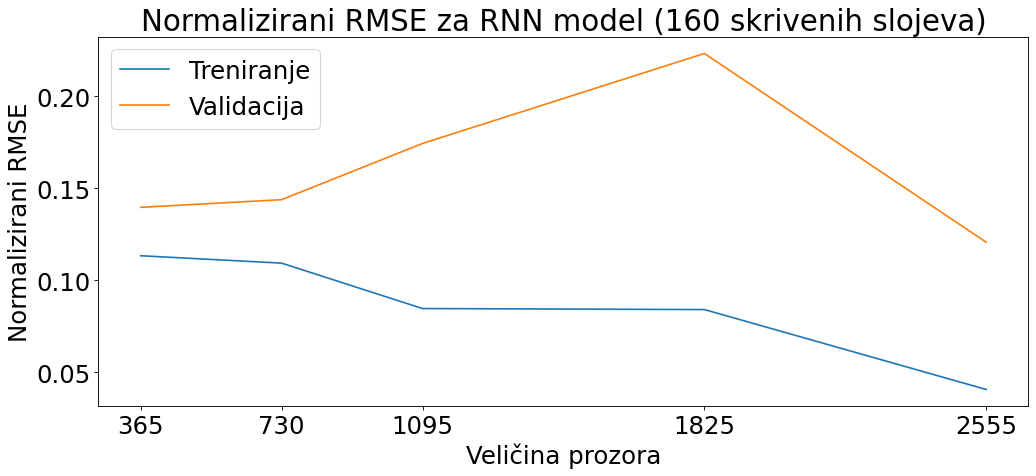 Normalizirani RMSE za RNN model (160 skrivenih slojeva)
Treniranje
Validacija
Normalizirani RMSE
0.20
0.15
0.10
0.05
365 730 1095 1825 2555
Veličina prozora